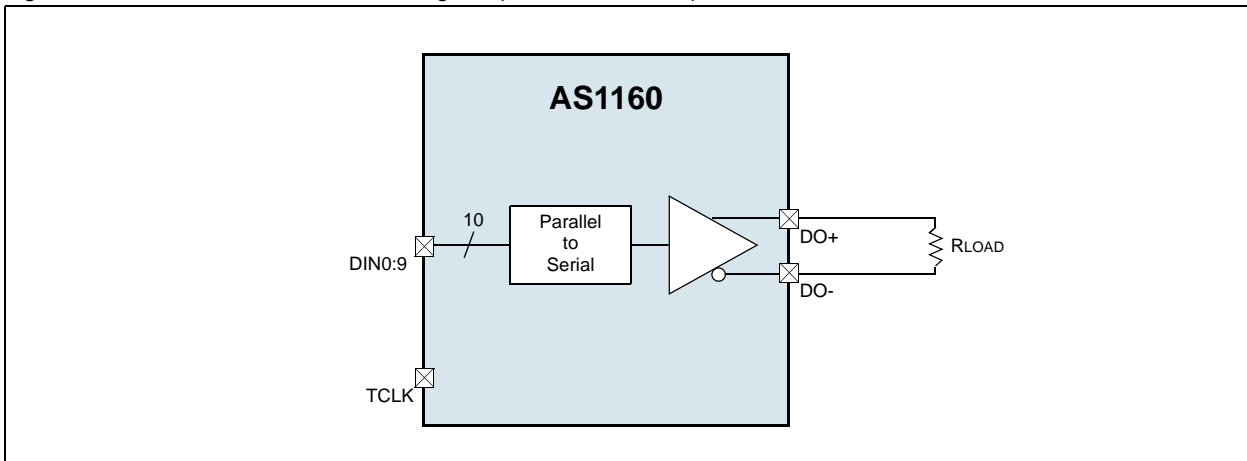 AS1160
10
Parallel
to
Serial
DIN0:9
DO+
RLOAD
DO-
TCLK